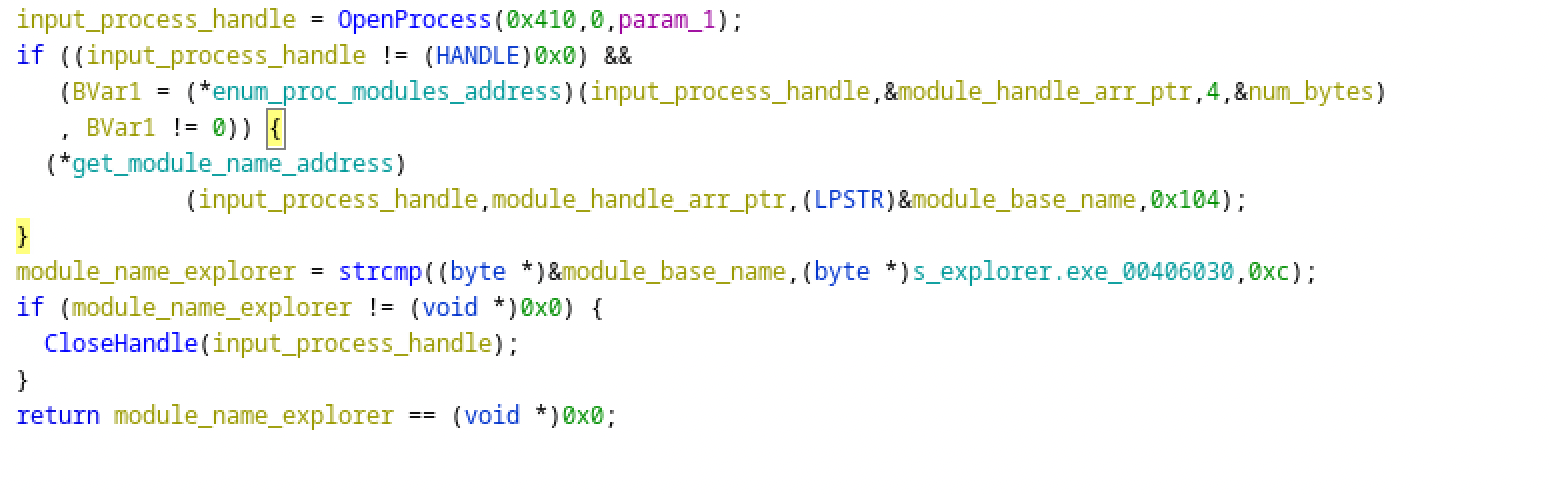 input_process_handle = OpenProcess(0x410,0,param_1);
if ((input_process_handle != (HANDLE)0x0) &&
(BVar1 = (*enum_proc_modules_address)(input_process_handle,&module_handle_arr_ptr,4,&num_bytes)
, BVar1 != 0)) {
(*get_module_name_address)
(input_process_handle,module_handle_arr_ptr,(LPSTR)&module_base_name,0x104);
}
module_name_explorer = strcmp((byte *)&module_base_name,(byte *)s_explorer.exe_00406030,0xc);
if (module_name_explorer != (void *)0x0) {
CloseHandle(input_process_handle);
}
return module_name_explorer == (void *)0x0;